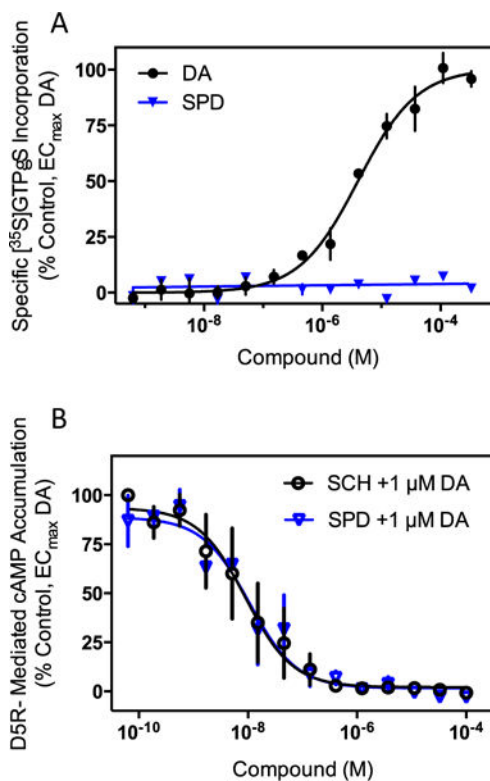 A
Specific [³⁵S]GTPγS Incorporation
(% Control, ECmax DA)
100
75
50
25
0
DA
SPD
10⁻⁸
10⁻⁶
10⁻⁴
Compound (M)
B
D5R- Mediated cAMP Accumulation
(% Control, ECmax DA)
100
75
50
25
0
SCH +1 µM DA
SPD +1 µM DA
10⁻¹⁰
10⁻⁸
10⁻⁶
10⁻⁴
Compound (M)